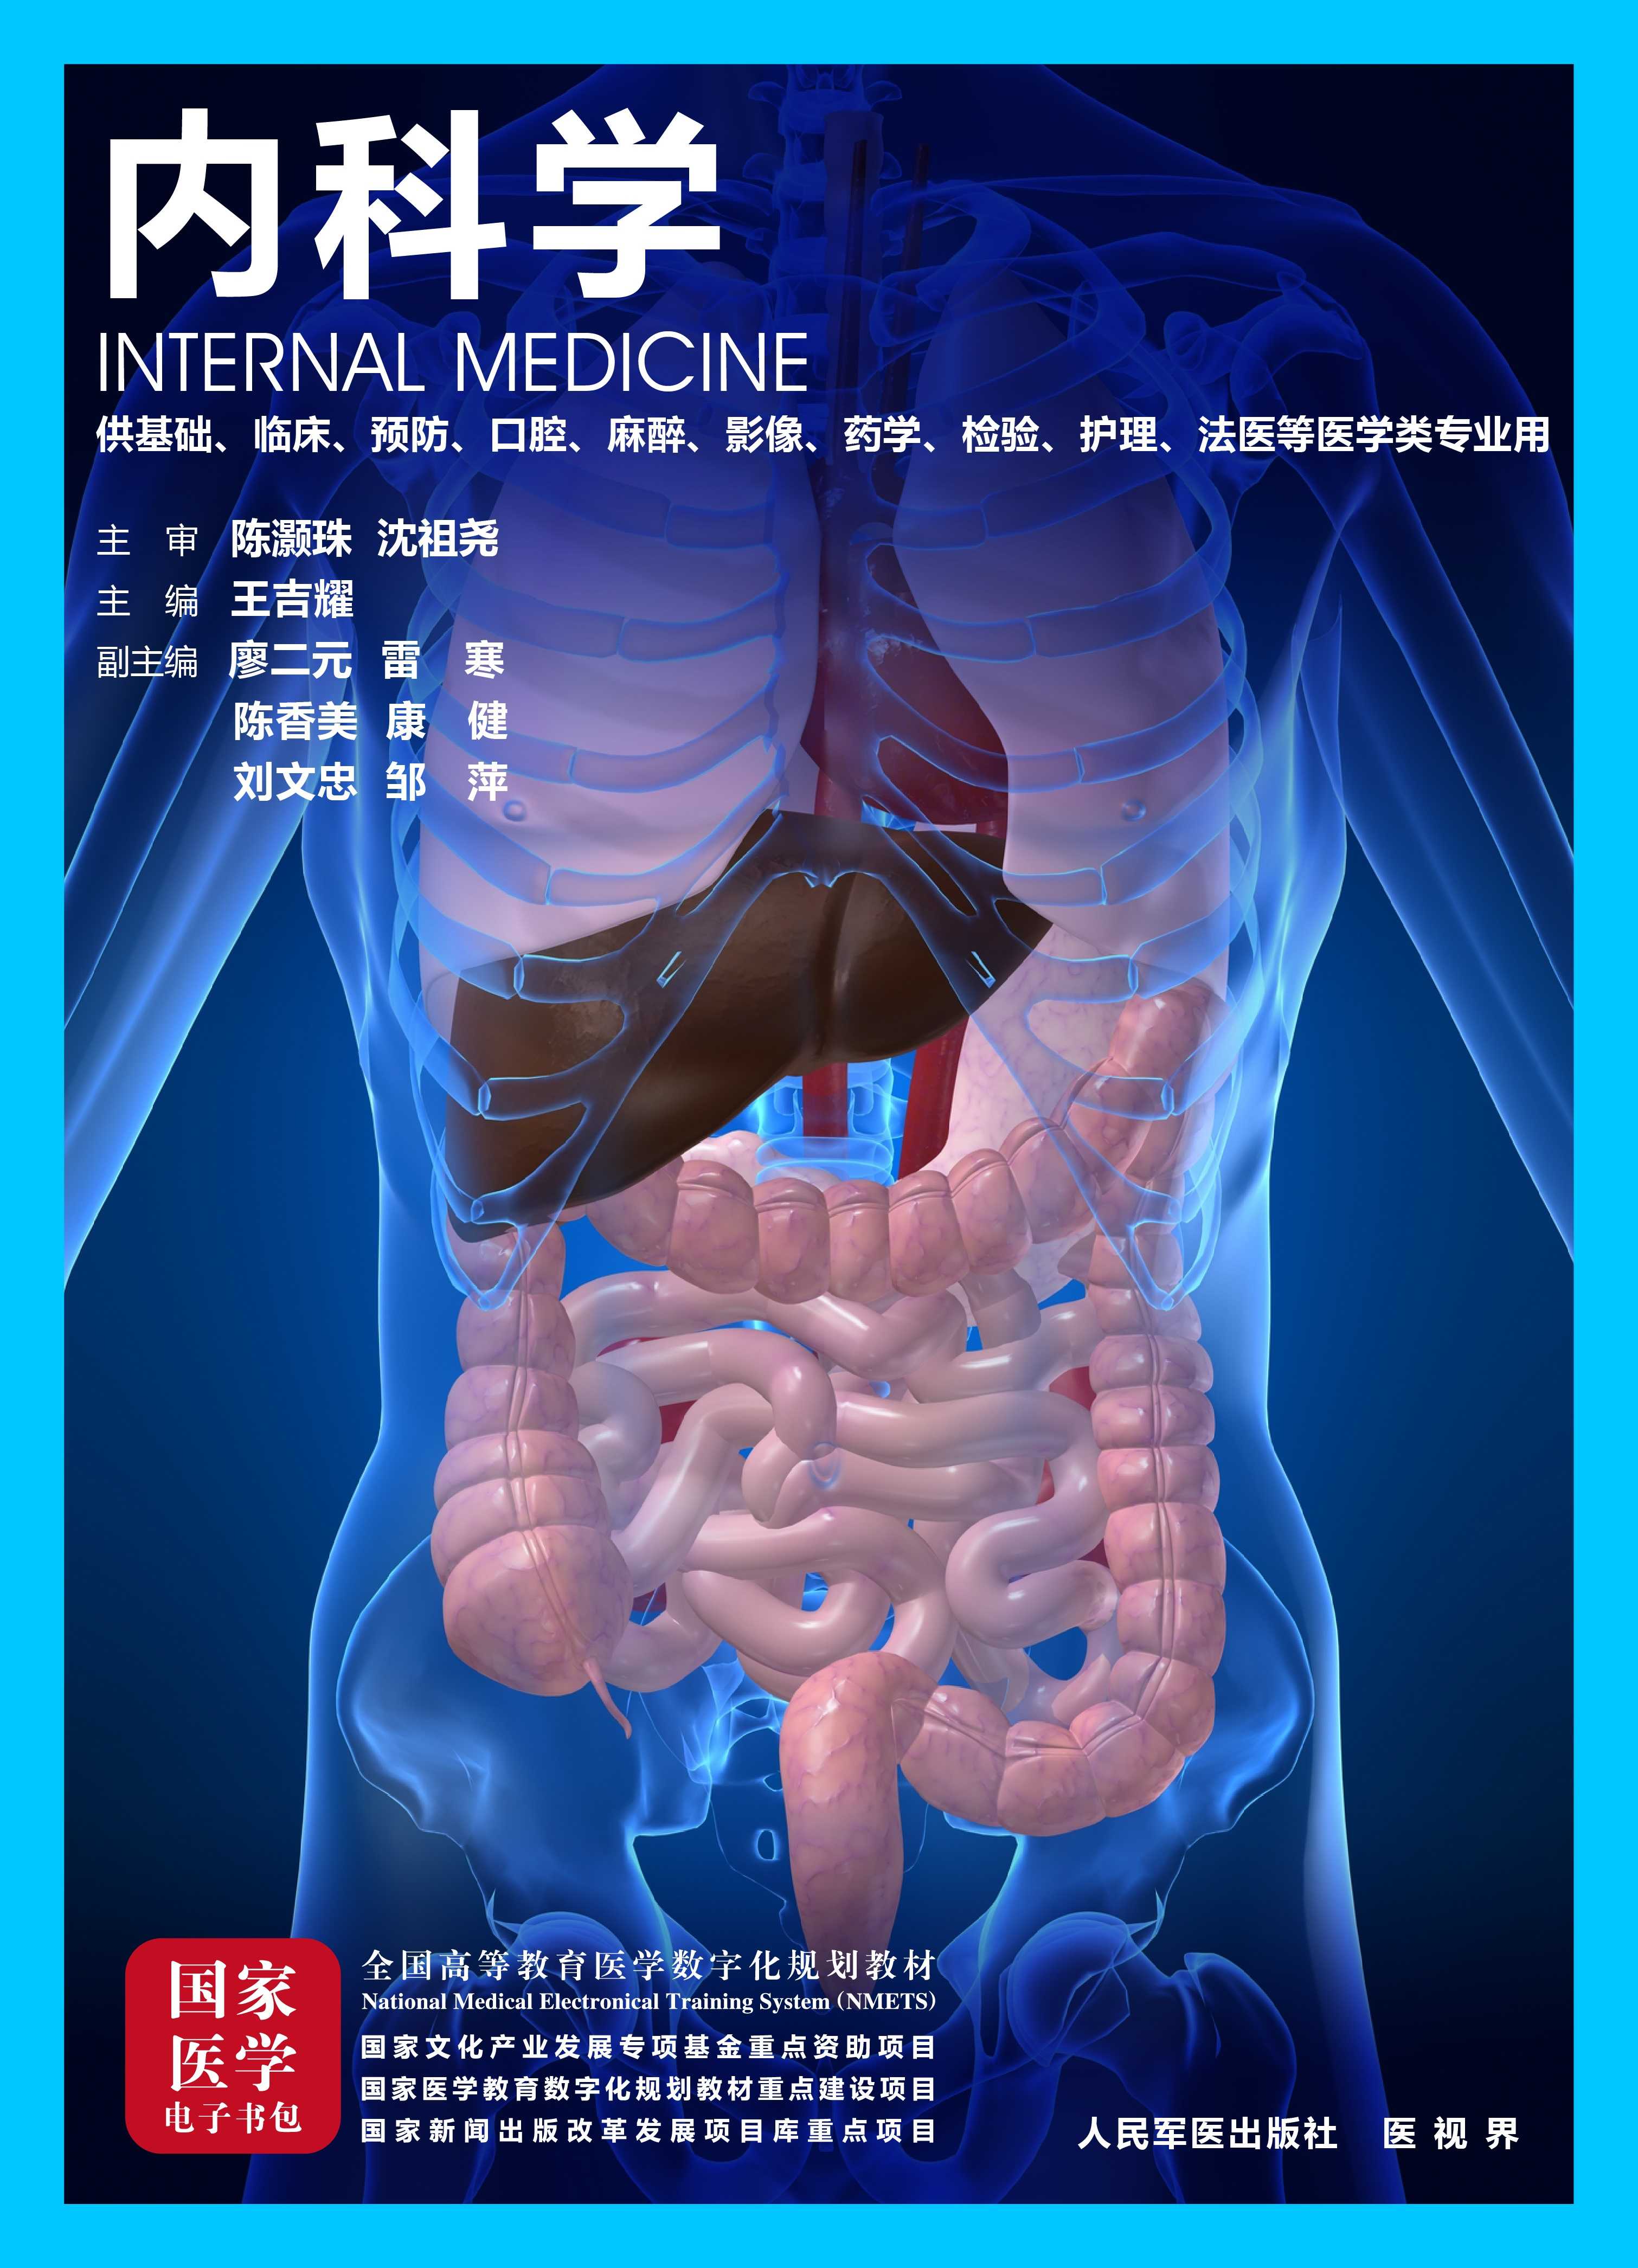 内科学
INTERNAL MEDICINE
供基础、临床、预防、口腔、麻醉、影像、药学、检验、护理、法医等医学类专业用
主 审 陈灏珠 沈祖尧
主 编 王吉耀
副主编 廖二元 雷 寒
陈香美 康 健
刘文忠 邹 萍
国家
医学
电子书包
全国高等教育医学数字化规划教材
National Medical Electronical Training System (NMETS)
国家文化产业发展专项基金重点资助项目
国家医学教育数字化规划教材重点建设项目
国家新闻出版改革发展项目库重点项目
人民军医出版社 医视界